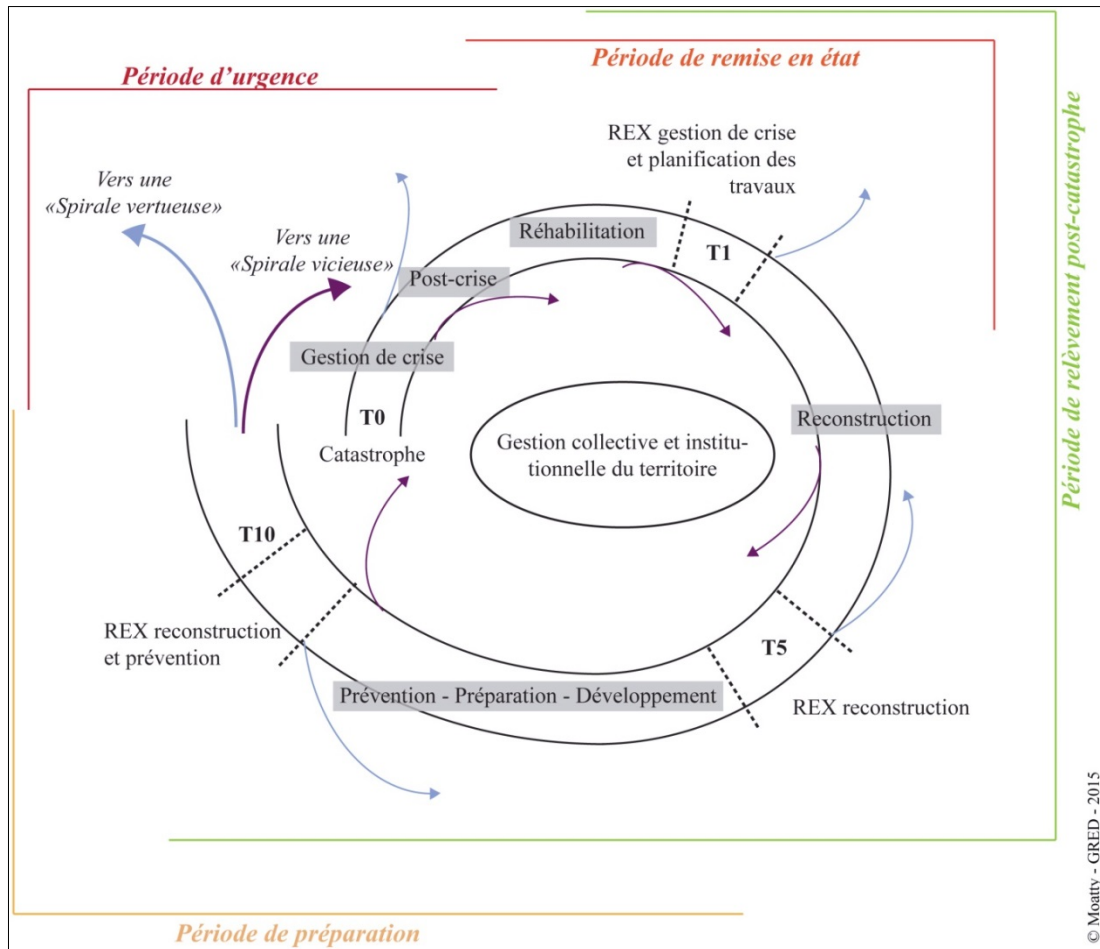 Période de remise en état
Période d'urgence
REX gestion de crise
et planification des
travaux
Vers une
«Spirale vertueuse»
Vers une
«Spirale vicieuse»
Réhabilitation
T1
Post-crise
Gestion de crise
T0
Catastrophe
Reconstruction
Gestion collective et institu-
tionnelle du territoire
Période de relèvement post-catastrophe
T10
REX reconstruction
et prévention
T5
Prévention - Préparation - Développement
REX reconstruction
Période de préparation
© Moatty - GRED - 2015